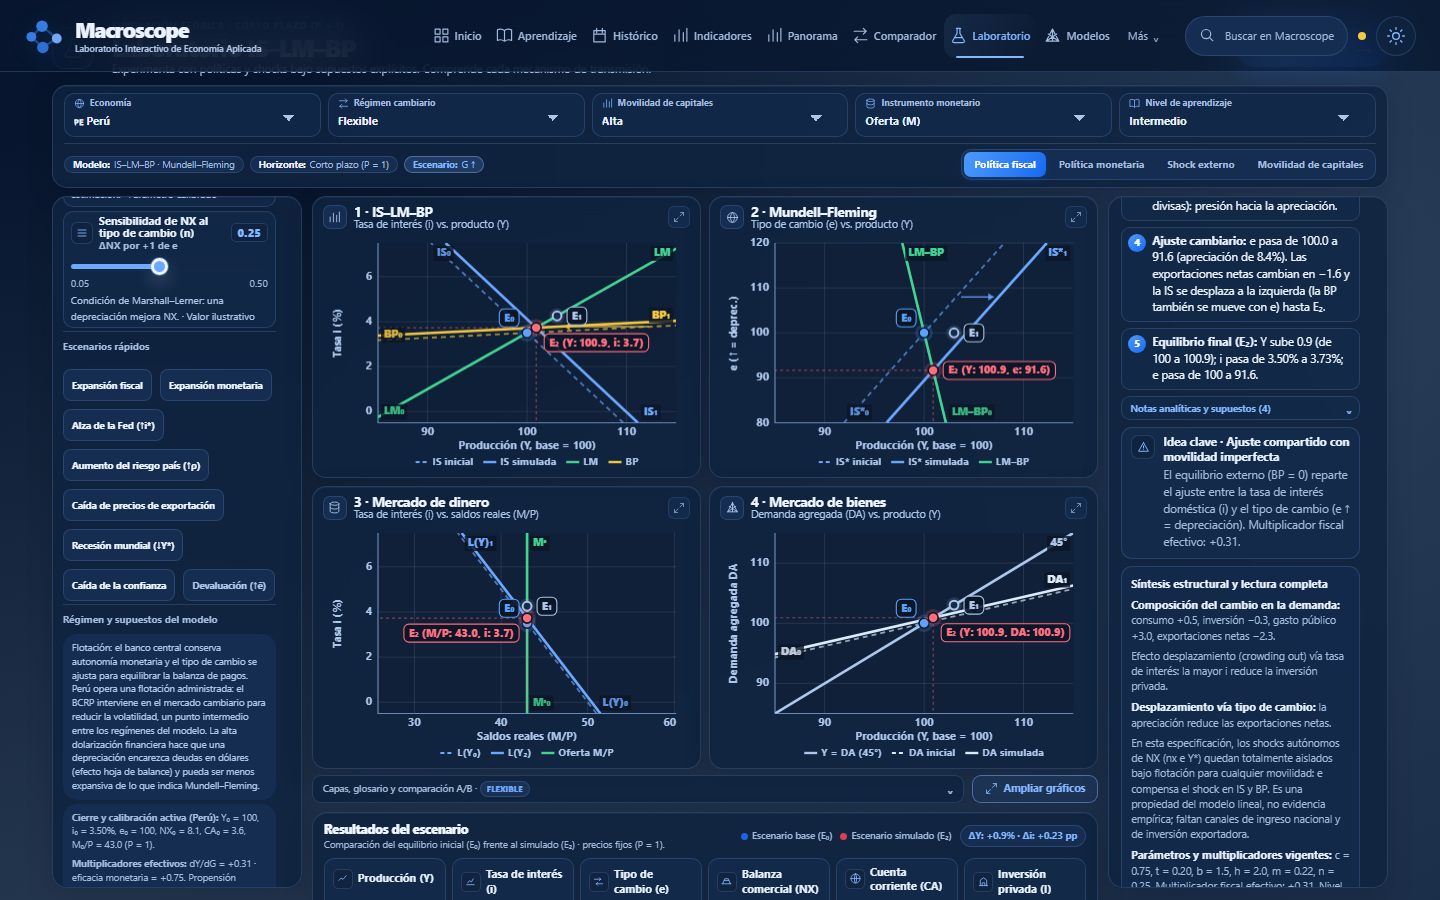 Macroscope
Laboratorio Interactivo de Economía Aplicada
Inicio
Aprendizaje
Histórico
Indicadores
Panorama
Comparador
Laboratorio
Modelos
Más
Buscar en Macroscope
Experimenta con políticas y shocks bajo supuestos explícitos. Comprende cada mecanismo de transmisión.
Economía
PE Perú
Régimen cambiario
Flexible
Movilidad de capitales
Alta
Instrumento monetario
Oferta (M)
Nivel de aprendizaje
Intermedio
Modelo: IS–LM–BP · Mundell–Fleming
Horizonte: Corto plazo (P = 1)
Escenario: G ↑
Política fiscal
Política monetaria
Shock externo
Movilidad de capitales
Sensibilidad de NX al
tipo de cambio (n)
0.25
ΔNX por +1 de e
0.05
0.50
Condición de Marshall–Lerner: una
depreciación mejora NX. · Valor ilustrativo
Escenarios rápidos
Expansión fiscal
Expansión monetaria
Alza de la Fed (↑i*)
Aumento del riesgo país (↑ρ)
Caída de precios de exportación
Recesión mundial (↓Y*)
Caída de la confianza
Devaluación (↑ē)
Régimen y supuestos del modelo
Flotación: el banco central conserva
autonomía monetaria y el tipo de cambio se
ajusta para equilibrar la balanza de pagos.
Perú opera una flotación administrada: el
BCRP interviene en el mercado cambiario para
reducir la volatilidad, un punto intermedio
entre los regímenes del modelo. La alta
dolarización financiera hace que una
depreciación encarezca deudas en dólares
(efecto hoja de balance) y pueda ser menos
expansiva de lo que indica Mundell–Fleming.
Cierre y calibración activa (Perú): Y₀ = 100,
i₀ = 3.50%, e₀ = 100, NX₀ = 8.1, CA₀ = 3.6,
M₀/P = 43.0 (P = 1).
Multiplicadores efectivos: dY/dG = +0.31 ·
eficacia monetaria = +0.75. Propensión
1 · IS–LM–BP
Tasa de interés (i) vs. producto (Y)
Tasa i (%)
6
4
2
0
IS₀
LM
BP₀
BP₁
E₀
E₁
E₂ (Y: 100.9, i: 3.7)
LM₀
IS₁
90
100
110
Producción (Y, base = 100)
IS inicial
IS simulada
LM
BP
2 · Mundell–Fleming
Tipo de cambio (e) vs. producto (Y)
e (↑ = deprec.)
120
110
100
90
80
LM–BP
IS*₁
E₀
E₁
E₂ (Y: 100.9, e: 91.6)
IS*₀
LM–BP₀
90
100
110
Producción (Y, base = 100)
IS* inicial
IS* simulada
LM–BP
3 · Mercado de dinero
Tasa de interés (i) vs. saldos reales (M/P)
Tasa i (%)
6
4
2
0
L(Y)₁
E₀
E₁
E₂ (M/P: 43.0, i: 3.7)
L(Y)₀
30
40
50
60
Saldos reales (M/P)
L(Y₀)
L(Y₂)
Oferta M/P
4 · Mercado de bienes
Demanda agregada (DA) vs. producto (Y)
Demanda agregada DA
110
100
90
45°
DA₁
E₀
E₁
E₂ (Y: 100.9, DA: 100.9)
DA₀
90
100
110
Producción (Y, base = 100)
Y = DA (45°)
DA inicial
DA simulada
Capas, glosario y comparación A/B · FLEXIBLE
Ampliar gráficos
Resultados del escenario
Comparación del equilibrio inicial (E₀) frente al simulado (E₂) · precios fijos (P = 1).
Escenario base (E₀)
Escenario simulado (E₂)
ΔY: +0.9% · Δi: +0.23 pp
Producción (Y)
Tasa de interés
(i)
Tipo de
cambio (e)
Balanza
comercial (NX)
Cuenta
corriente (CA)
Inversión
privada (I)
divisas): presión hacia la apreciación.
4
Ajuste cambiario: e pasa de 100.0 a
91.6 (apreciación de 8.4%). Las
exportaciones netas cambian en −1.6 y
la IS se desplaza a la izquierda (la BP
también se mueve con e) hasta E₂.
5
Equilibrio final (E₂): Y sube 0.9 (de
100 a 100.9); i pasa de 3.50% a 3.73%;
e pasa de 100 a 91.6.
Notas analíticas y supuestos (4)
Idea clave · Ajuste compartido con
movilidad imperfecta
El equilibrio externo (BP = 0) reparte
el ajuste entre la tasa de interés
doméstica (i) y el tipo de cambio (e ↑
= depreciación). Multiplicador fiscal
efectivo: +0.31.
Síntesis estructural y lectura completa
Composición del cambio en la demanda:
consumo +0.5, inversión −0.3, gasto público
+3.0, exportaciones netas −2.3.
Efecto desplazamiento (crowding out) vía tasa
de interés: la mayor i reduce la inversión
privada.
Desplazamiento vía tipo de cambio: la
apreciación reduce las exportaciones netas.
En esta especificación, los shocks autónomos
de NX (nx e Y*) quedan totalmente aislados
bajo flotación para cualquier movilidad: e
compensa el shock en IS y BP. Es una
propiedad del modelo lineal, no evidencia
empírica; faltan canales de ingreso nacional y
de inversión exportadora.
Parámetros y multiplicadores vigentes: c =
0.75, t = 0.20, b = 1.5, h = 2.0, m = 0.22, n =
0.25. Multiplicador fiscal efectivo: +0.31. Nivel